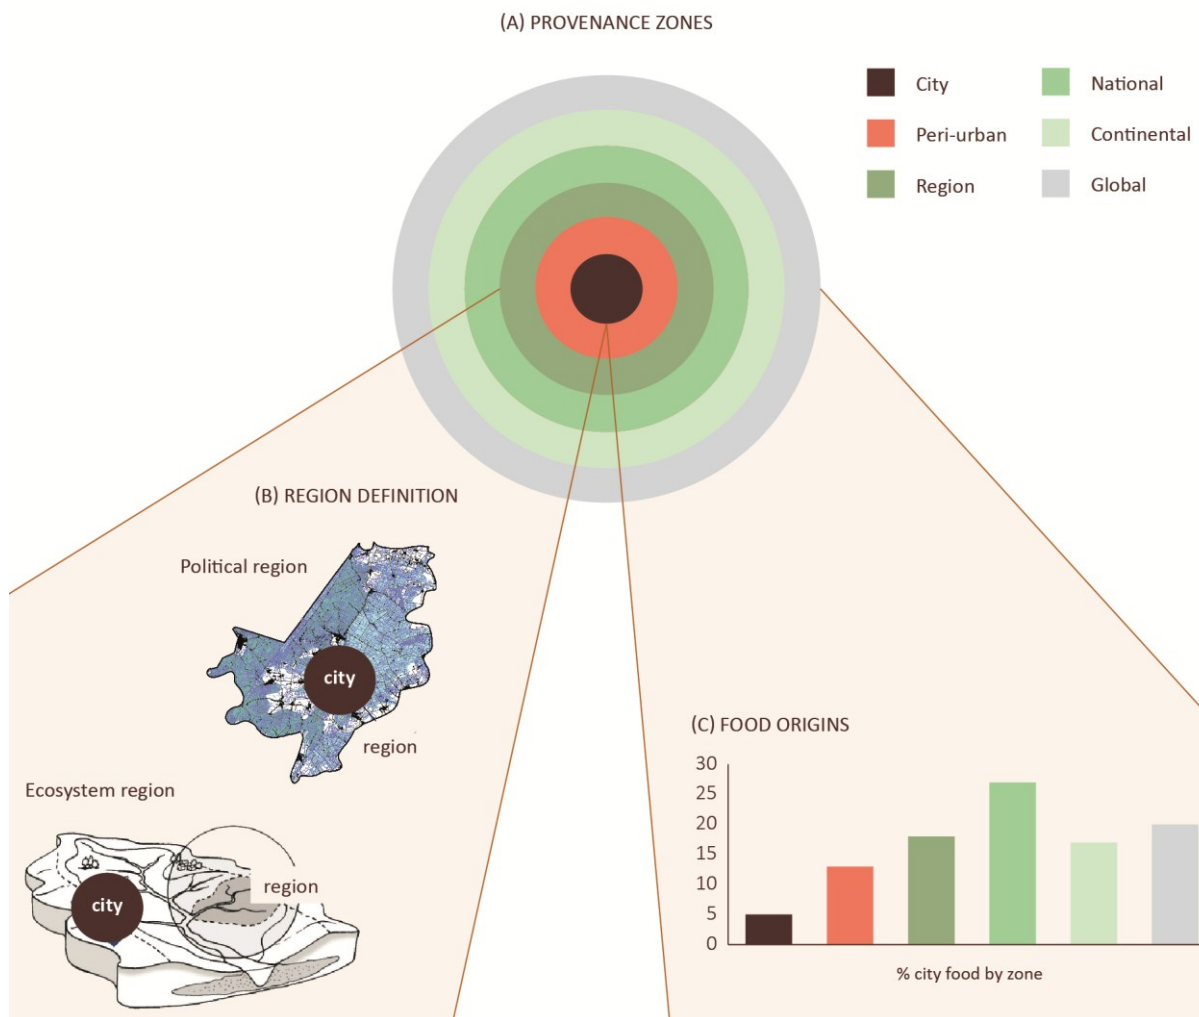 (A) PROVENANCE ZONES
City
National
Peri-urban
Continental
Region
Global
(B) REGION DEFINITION
Political region
city
region
Ecosystem region
region
city
(C) FOOD ORIGINS
30
25
20
15
10
5
0
% city food by zone